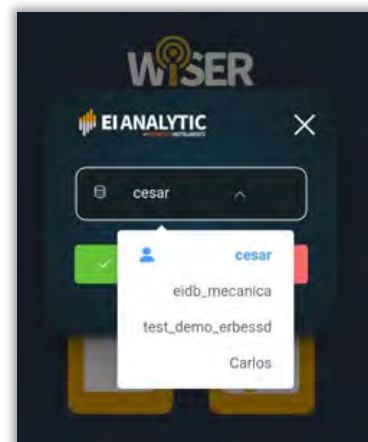 WiSER
EI ANALYTIC
cesar
cesar
eidb_mecanica
test_demo_erbessd
Carlos